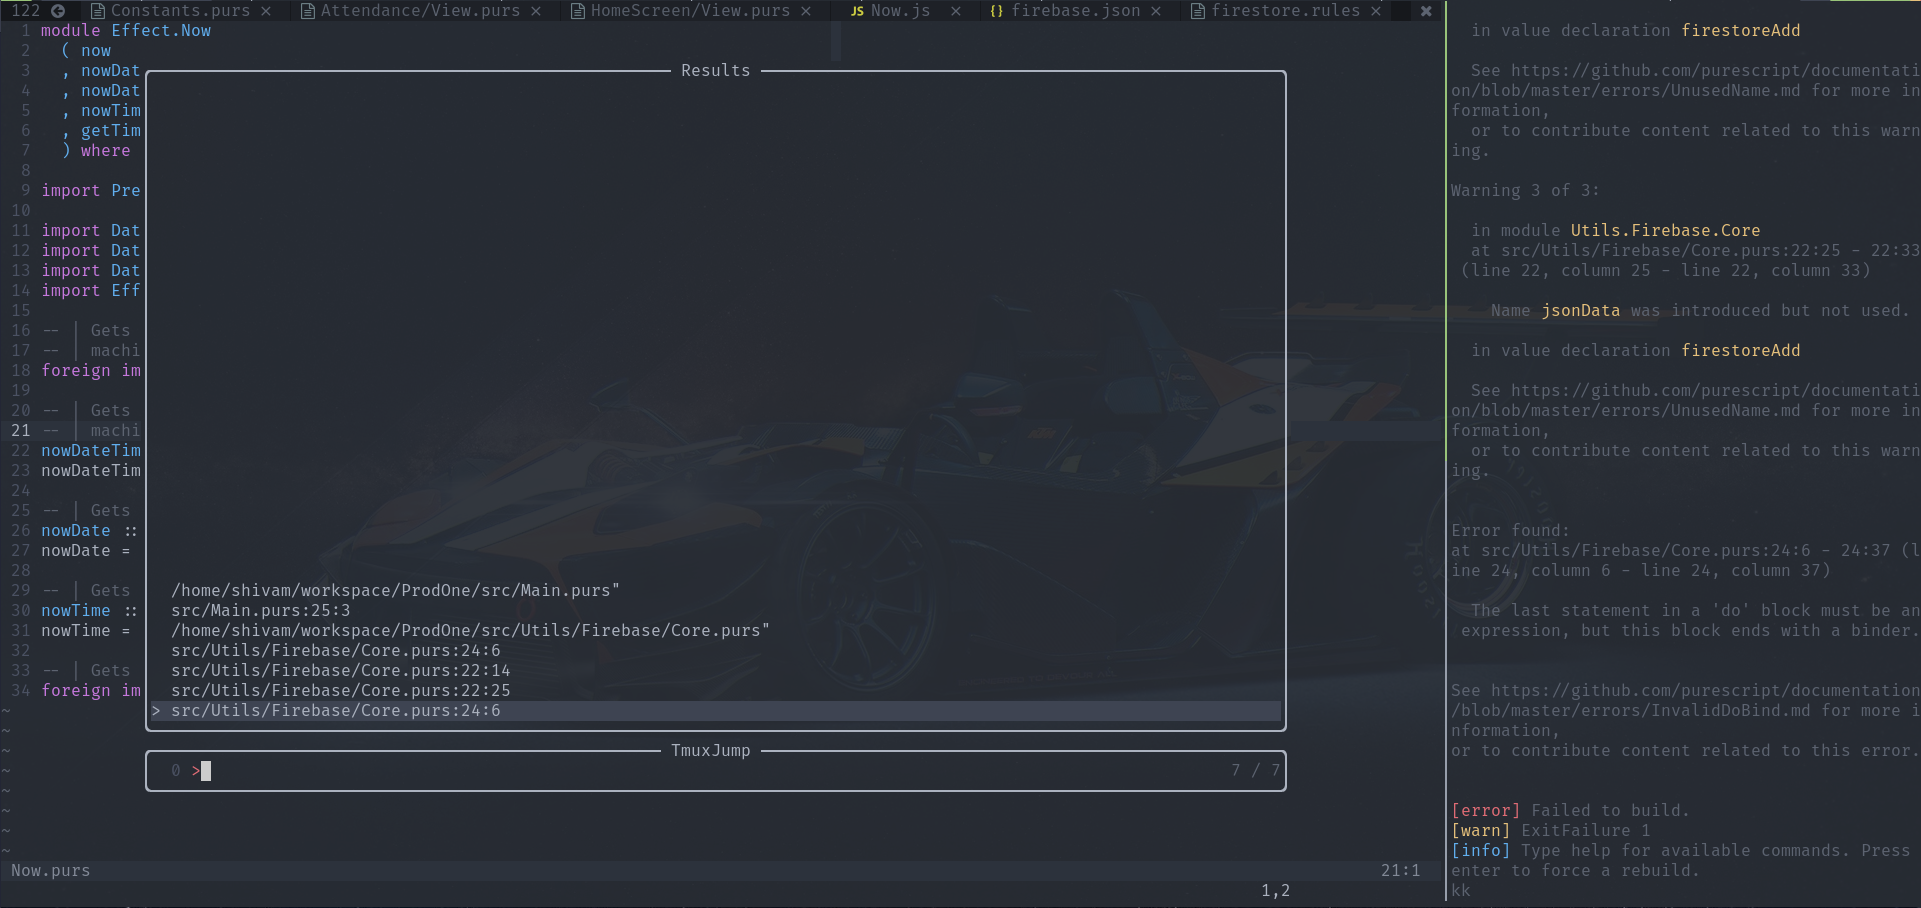 122 Constants.purs × Attendance/View.purs × HomeScreen/View.purs × JS Now.js × {} firebase.json × firestore.rules ×
1 module Effect.Now
2 ( now
3 , nowDat
4 , nowDat
5 , nowTim
6 , getTim
7 ) where
8
9 import Pre
10
11 import Dat
12 import Dat
13 import Dat
14 import Eff
15
16 -- | Gets
17 -- | machi
18 foreign im
19
20 -- | Gets
21 -- | machi
22 nowDateTim
23 nowDateTim
24
25 -- | Gets
26 nowDate ::
27 nowDate =
28
29 -- | Gets
30 nowTime ::
31 nowTime =
32
33 -- | Gets
34 foreign im
~
~
~
~
~
~
~
~
Results
/home/shivam/workspace/ProdOne/src/Main.purs"
src/Main.purs:25:3
/home/shivam/workspace/ProdOne/src/Utils/Firebase/Core.purs"
src/Utils/Firebase/Core.purs:24:6
src/Utils/Firebase/Core.purs:22:14
src/Utils/Firebase/Core.purs:22:25
> src/Utils/Firebase/Core.purs:24:6
TmuxJump
0 > 7 / 7
Now.purs 21:1
1,2
in value declaration firestoreAdd
See https://github.com/purescript/documentati
on/blob/master/errors/UnusedName.md for more in
formation,
or to contribute content related to this warn
ing.
Warning 3 of 3:
in module Utils.Firebase.Core
at src/Utils/Firebase/Core.purs:22:25 - 22:33
(line 22, column 25 - line 22, column 33)
Name jsonData was introduced but not used.
in value declaration firestoreAdd
See https://github.com/purescript/documentati
on/blob/master/errors/UnusedName.md for more in
formation,
or to contribute content related to this warn
ing.
Error found:
at src/Utils/Firebase/Core.purs:24:6 - 24:37 (l
ine 24, column 6 - line 24, column 37)
The last statement in a 'do' block must be an
expression, but this block ends with a binder.
See https://github.com/purescript/documentation
/blob/master/errors/InvalidDoBind.md for more i
nformation,
or to contribute content related to this error.
[error] Failed to build.
[warn] ExitFailure 1
[info] Type help for available commands. Press
enter to force a rebuild.
kk